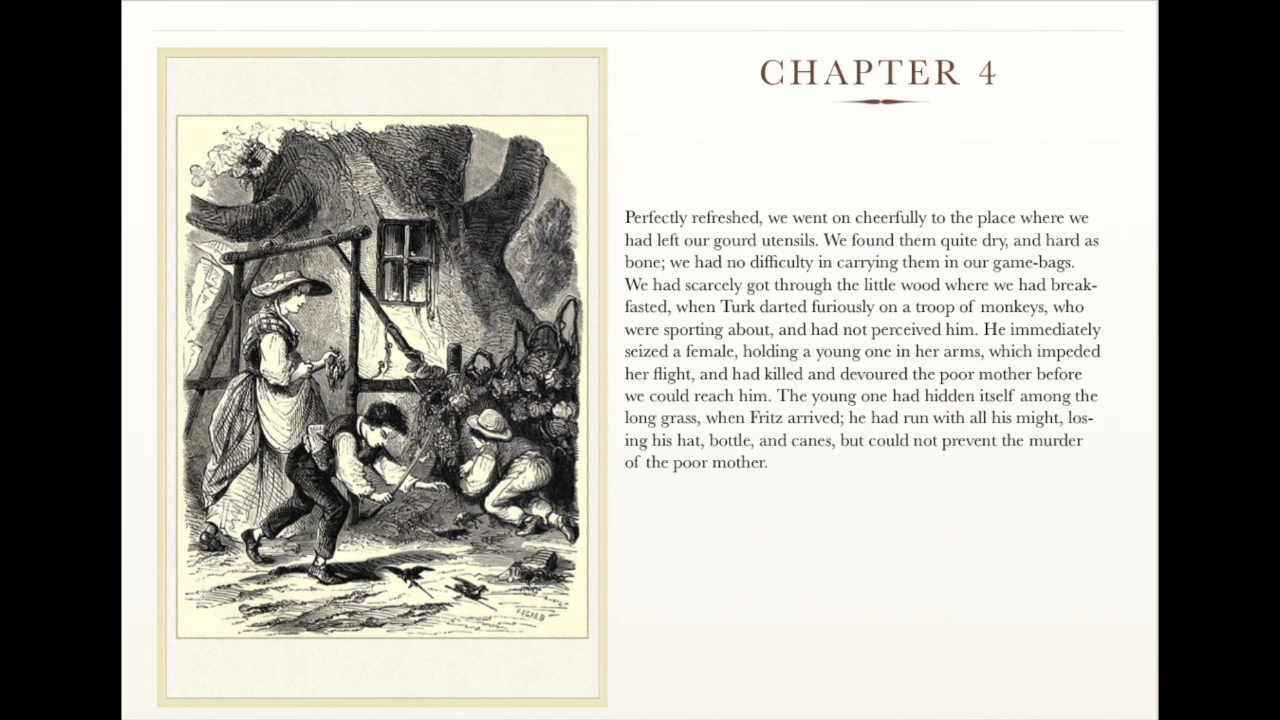 CHAPTER 4
Perfectly refreshed, we went on cheerfully to the place where we
had left our gourd utensils. We found them quite dry, and hard as
bone; we had no difficulty in carrying them in our game-bags.
We had scarcely got through the little wood where we had break-
fasted, when Turk darted furiously on a troop of monkeys, who
were sporting about, and had not perceived him. He immediately
seized a female, holding a young one in her arms, which impeded
her flight, and had killed and devoured the poor mother before
we could reach him. The young one had hidden itself among the
long grass, when Fritz arrived; he had run with all his might, los-
ing his hat, bottle, and canes, but could not prevent the murder
of the poor mother.